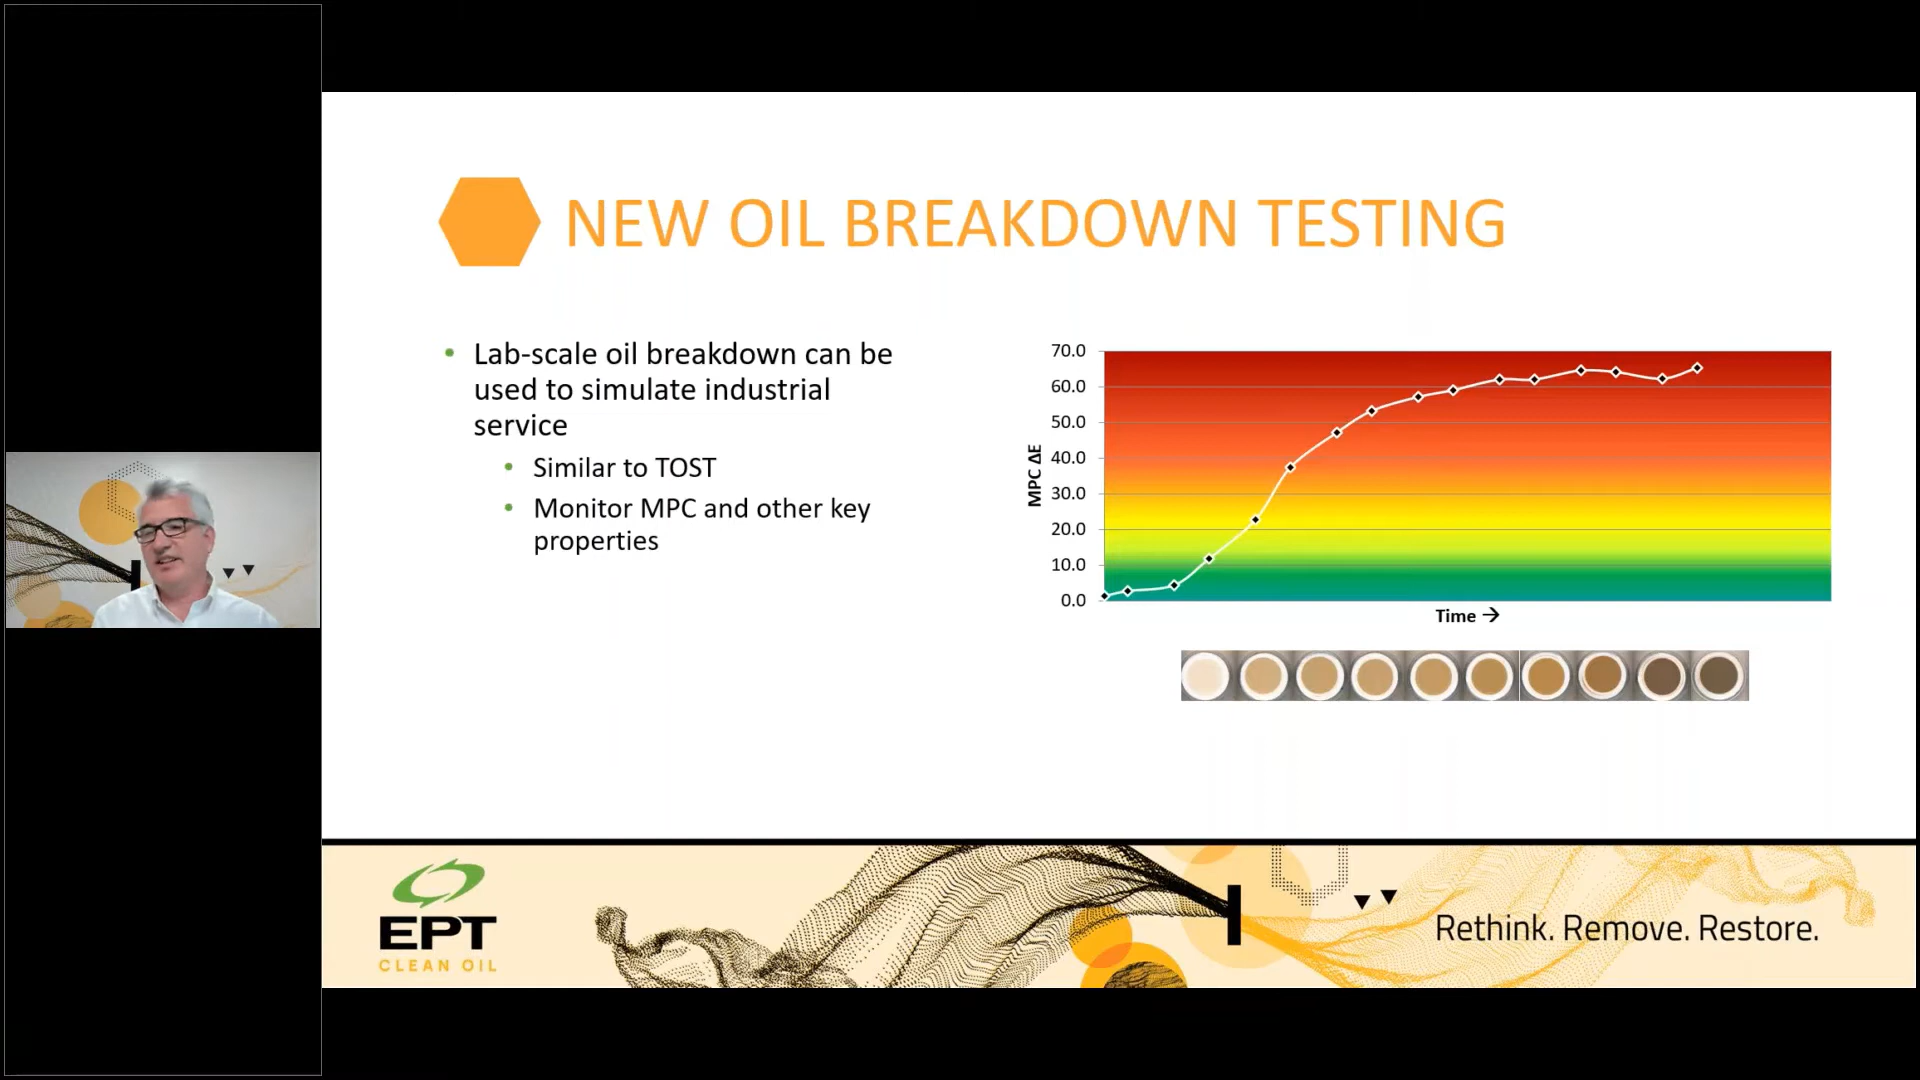 NEW OIL BREAKDOWN TESTING
• Lab-scale oil breakdown can be
used to simulate industrial
service
• Similar to TOST
• Monitor MPC and other key
properties
70.0
60.0
50.0
40.0
30.0
20.0
10.0
0.0
MPC ΔE
Time →
EPT
CLEAN OIL
Rethink. Remove. Restore.